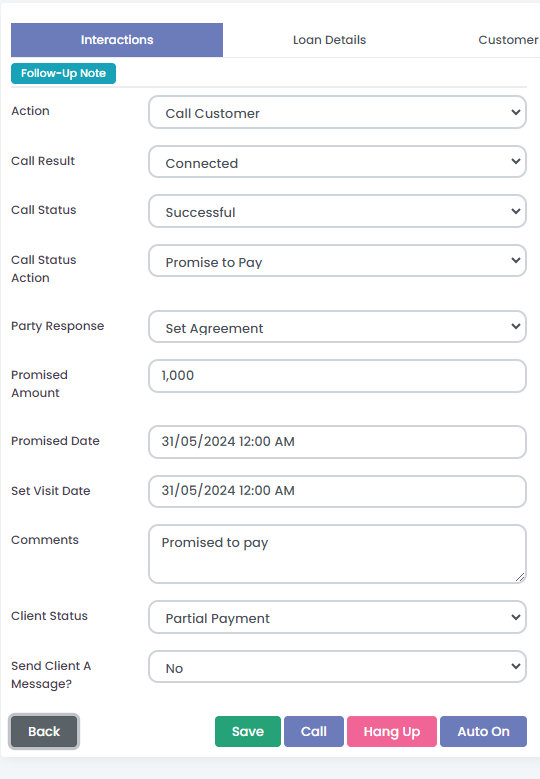 Interactions Loan Details Customer
Follow-Up Note
Action Call Customer
Call Result Connected
Call Status Successful
Call Status
Action
Promise to Pay
Party Response Set Agreement
Promised
Amount
1,000
Promised Date 31/05/2024 12:00 AM
Set Visit Date 31/05/2024 12:00 AM
Comments Promised to pay
Client Status Partial Payment
Send Client A
Message?
No
Back Save Call Hang Up Auto On